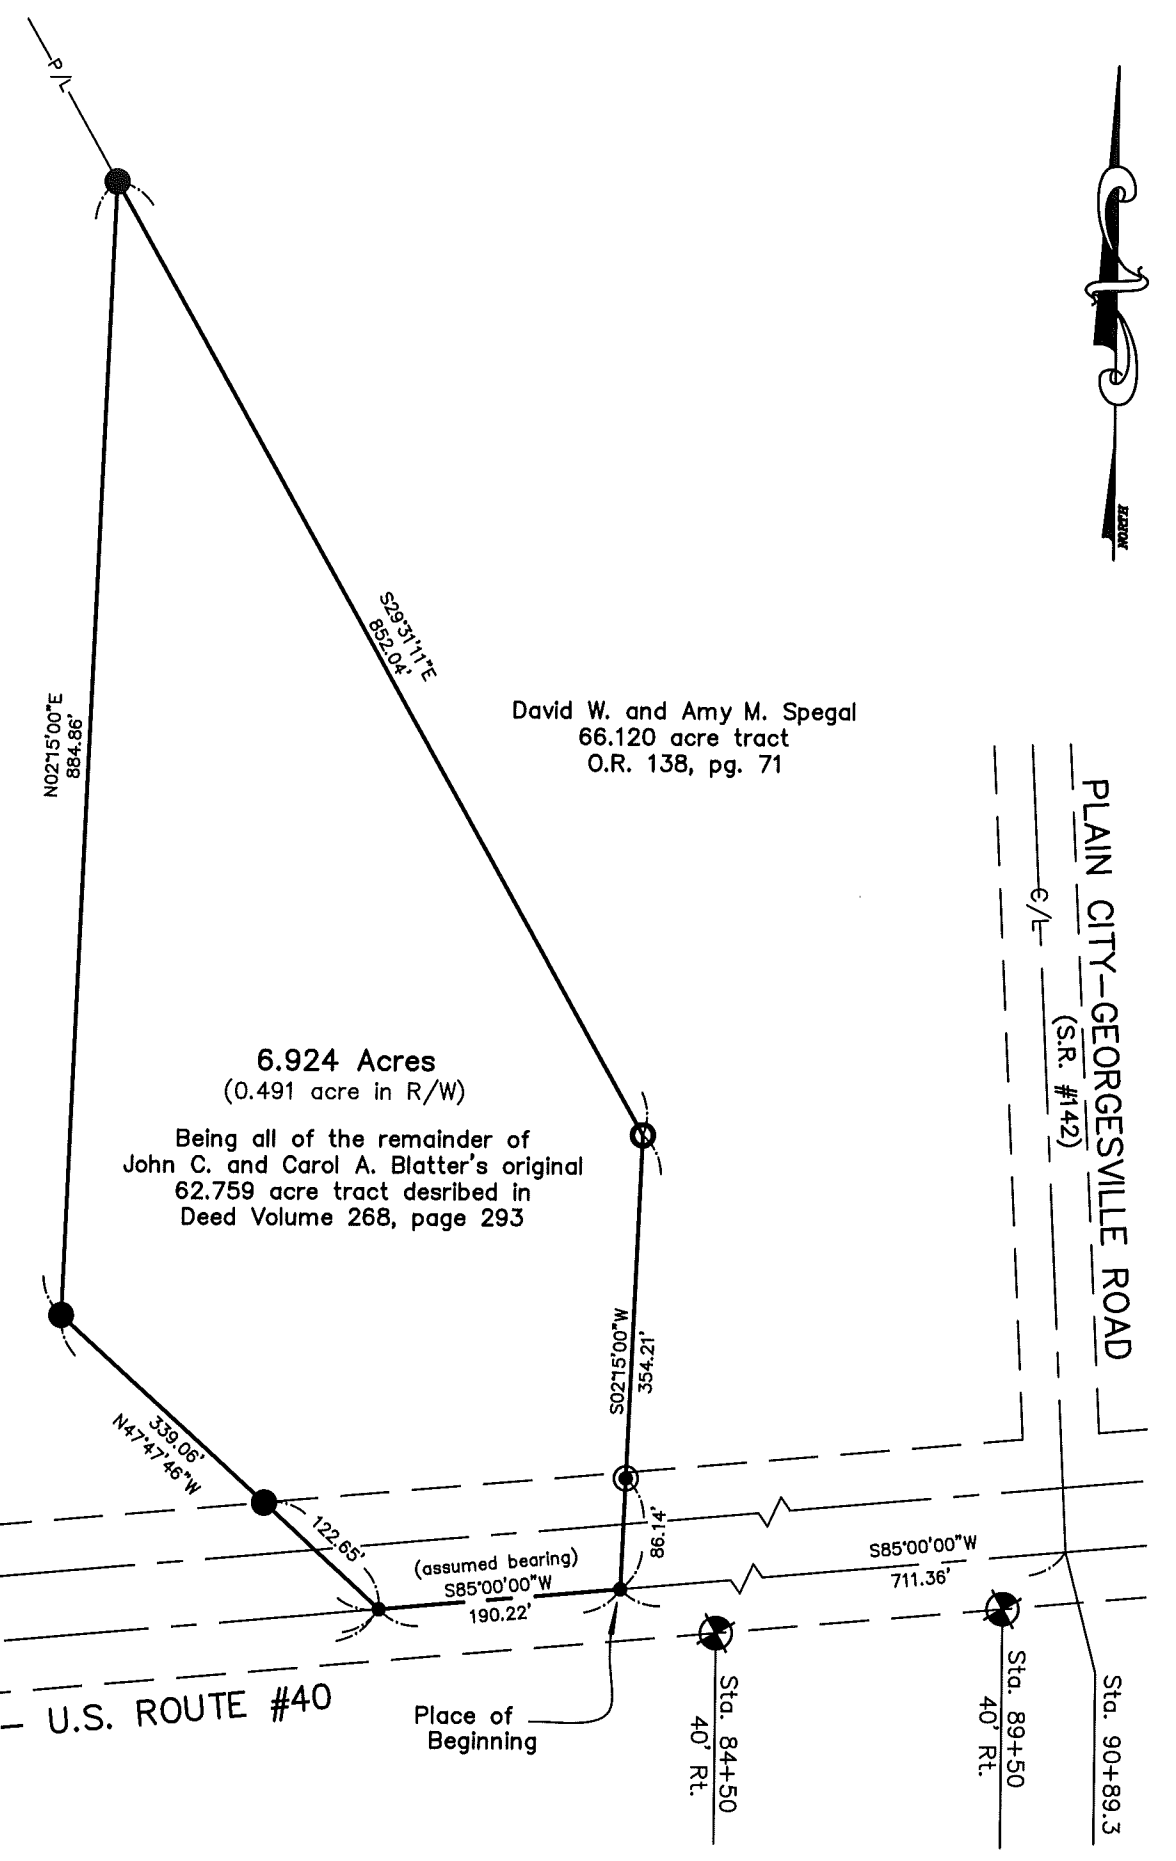 P/L
NORTH
S29°31'11"E
852.04'
N02°15'00"E
884.86'
David W. and Amy M. Spegal
66.120 acre tract
O.R. 138, pg. 71
PLAIN CITY-GEORGESVILLE ROAD
(S.R. #142)
C/L
6.924 Acres
(0.491 acre in R/W)
Being all of the remainder of
John C. and Carol A. Blatter's original
62.759 acre tract desribed in
Deed Volume 268, page 293
S02°15'00"W
354.21'
339.06'
N47°47'46"W
122.65'
86.14'
(assumed bearing)
S85°00'00"W
190.22'
S85°00'00"W
711.36'
U.S. ROUTE #40
Place of
Beginning
Sta. 84+50
40' Rt.
Sta. 89+50
40' Rt.
Sta. 90+89.3